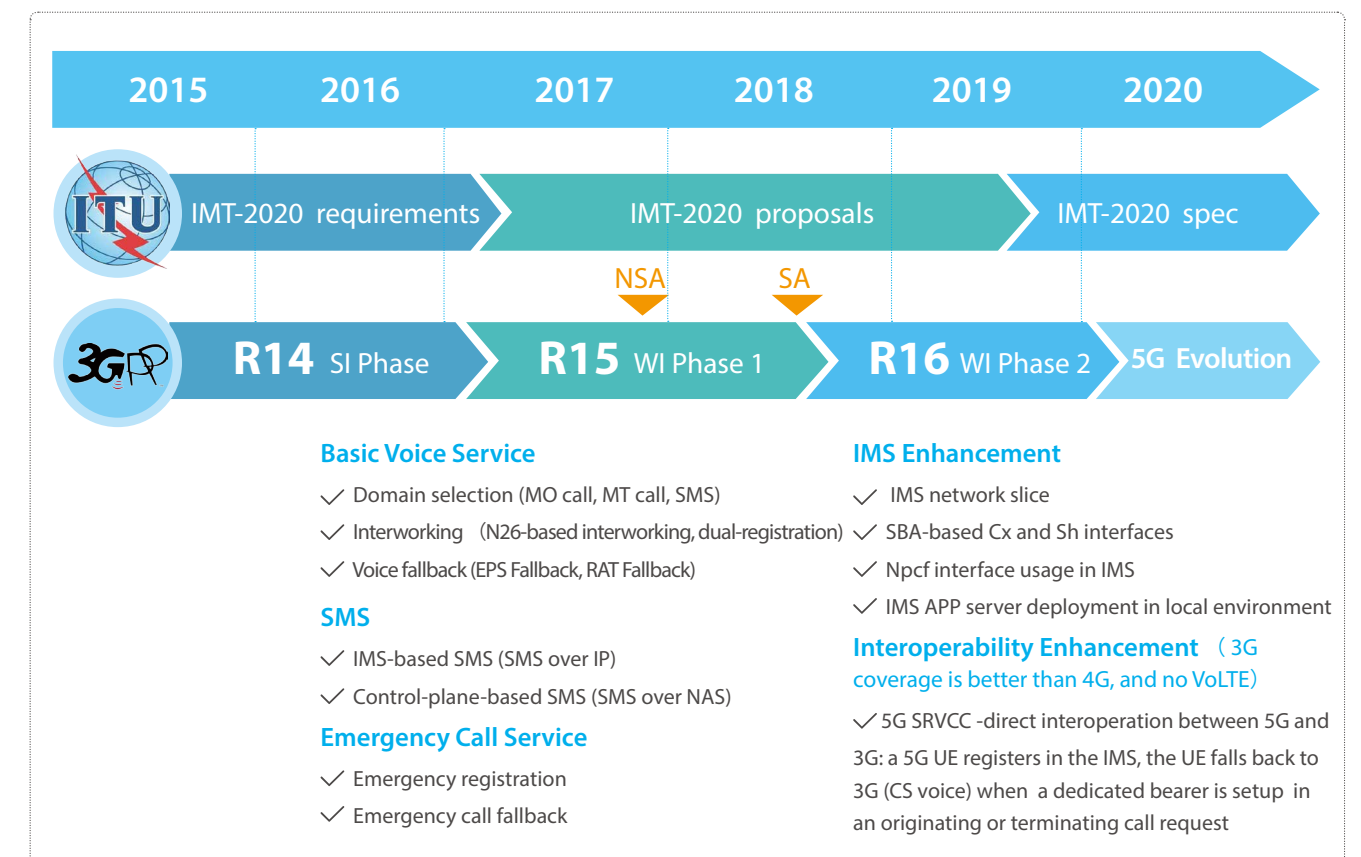 2015 2016 2017 2018 2019 2020
ITU
IMT-2020 requirements
IMT-2020 proposals
IMT-2020 spec
NSA
SA
3GPP
R14 SI Phase
R15 WI Phase 1
R16 WI Phase 2
5G Evolution
Basic Voice Service
Domain selection (MO call, MT call, SMS)
Interworking （N26-based interworking, dual-registration)
Voice fallback (EPS Fallback, RAT Fallback)
SMS
IMS-based SMS (SMS over IP)
Control-plane-based SMS (SMS over NAS)
Emergency Call Service
Emergency registration
Emergency call fallback
IMS Enhancement
IMS network slice
SBA-based Cx and Sh interfaces
Npcf interface usage in IMS
IMS APP server deployment in local environment
Interoperability Enhancement （ 3G
coverage is better than 4G, and no VoLTE）
5G SRVCC -direct interoperation between 5G and
3G: a 5G UE registers in the IMS, the UE falls back to
3G (CS voice) when a dedicated bearer is setup in
an originating or terminating call request